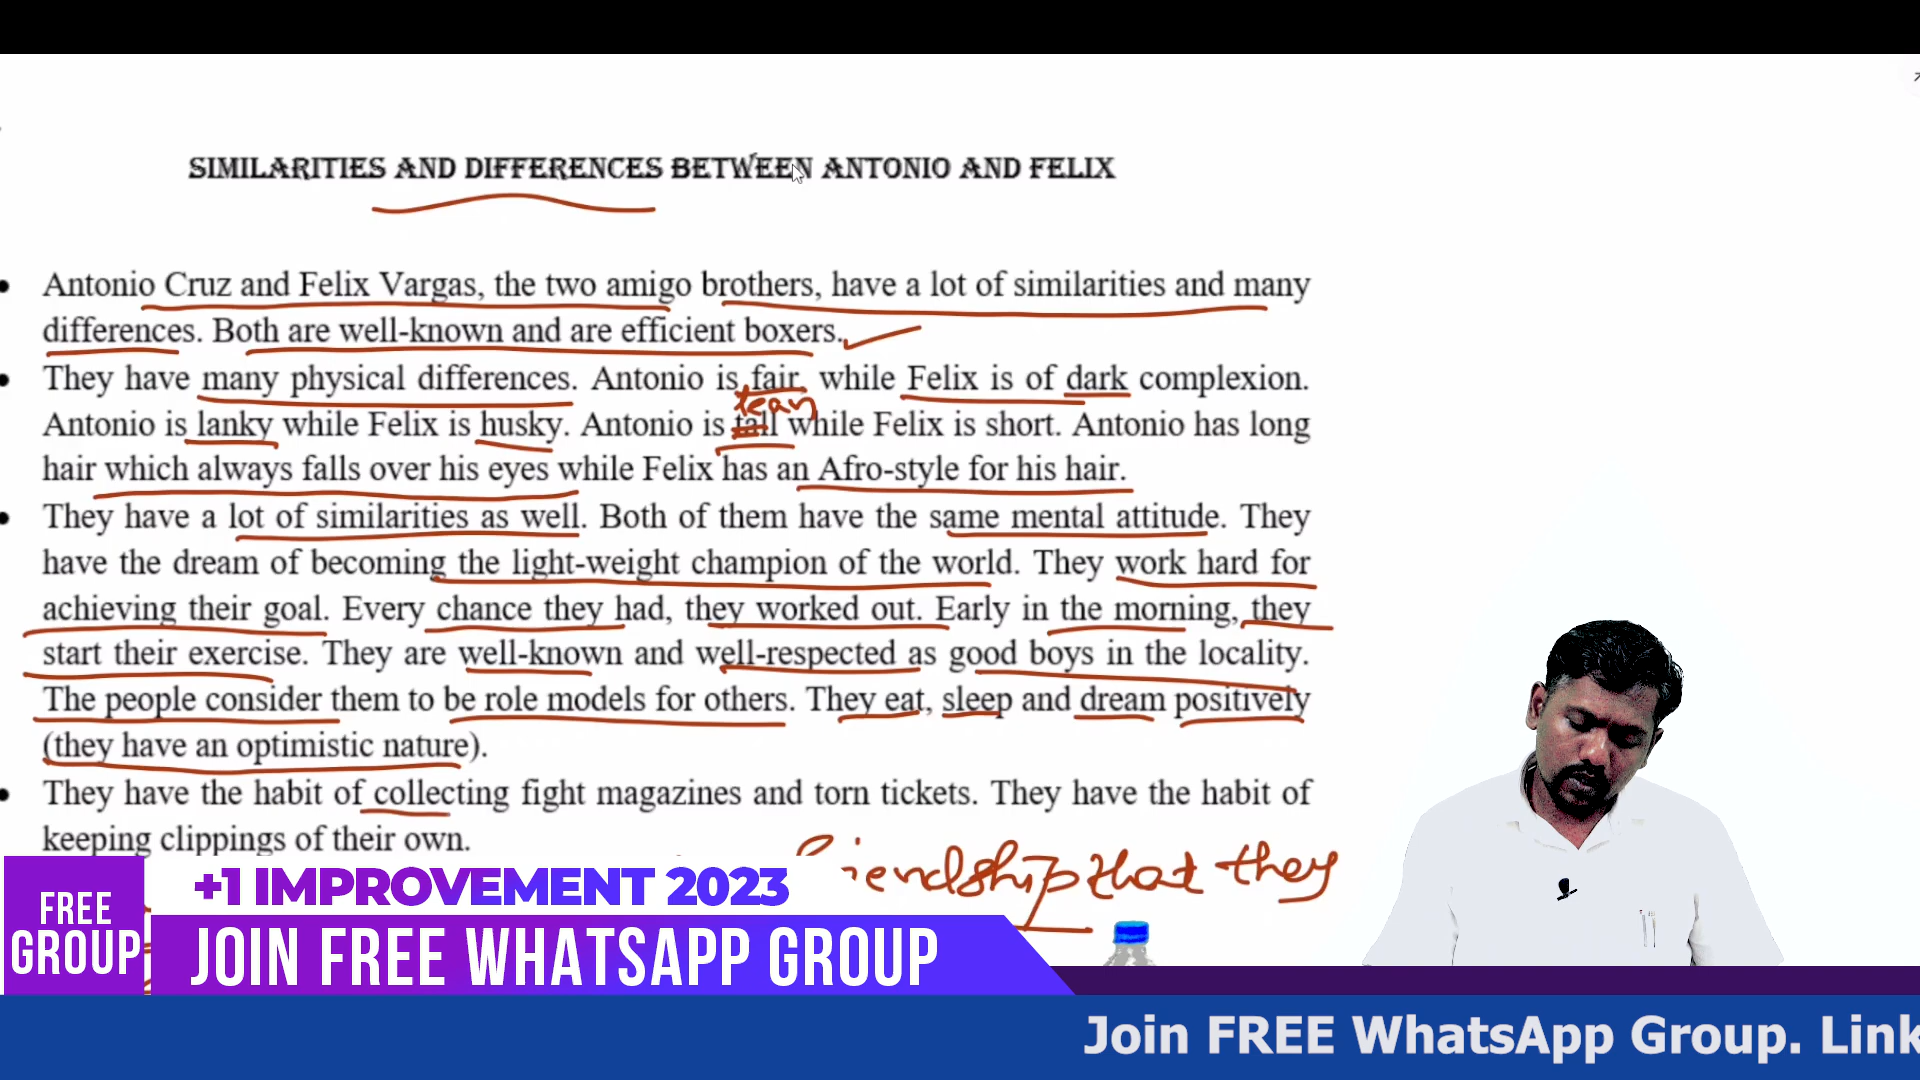 SIMILARITIES AND DIFFERENCES BETWEEN ANTONIO AND FELIX
• Antonio Cruz and Felix Vargas, the two amigo brothers, have a lot of similarities and many
differences. Both are well-known and are efficient boxers.
• They have many physical differences. Antonio is fair while Felix is of dark complexion.
Antonio is lanky while Felix is husky. Antonio is tall while Felix is short. Antonio has long
hair which always falls over his eyes while Felix has an Afro-style for his hair.
• They have a lot of similarities as well. Both of them have the same mental attitude. They
have the dream of becoming the light-weight champion of the world. They work hard for
achieving their goal. Every chance they had, they worked out. Early in the morning, they
start their exercise. They are well-known and well-respected as good boys in the locality.
The people consider them to be role models for others. They eat, sleep and dream positively
(they have an optimistic nature).
• They have the habit of collecting fight magazines and torn tickets. They have the habit of
keeping clippings of their own.
friendship that they
+1 IMPROVEMENT 2023
FREE
GROUP
JOIN FREE WHATSAPP GROUP
Join FREE WhatsApp Group. Link